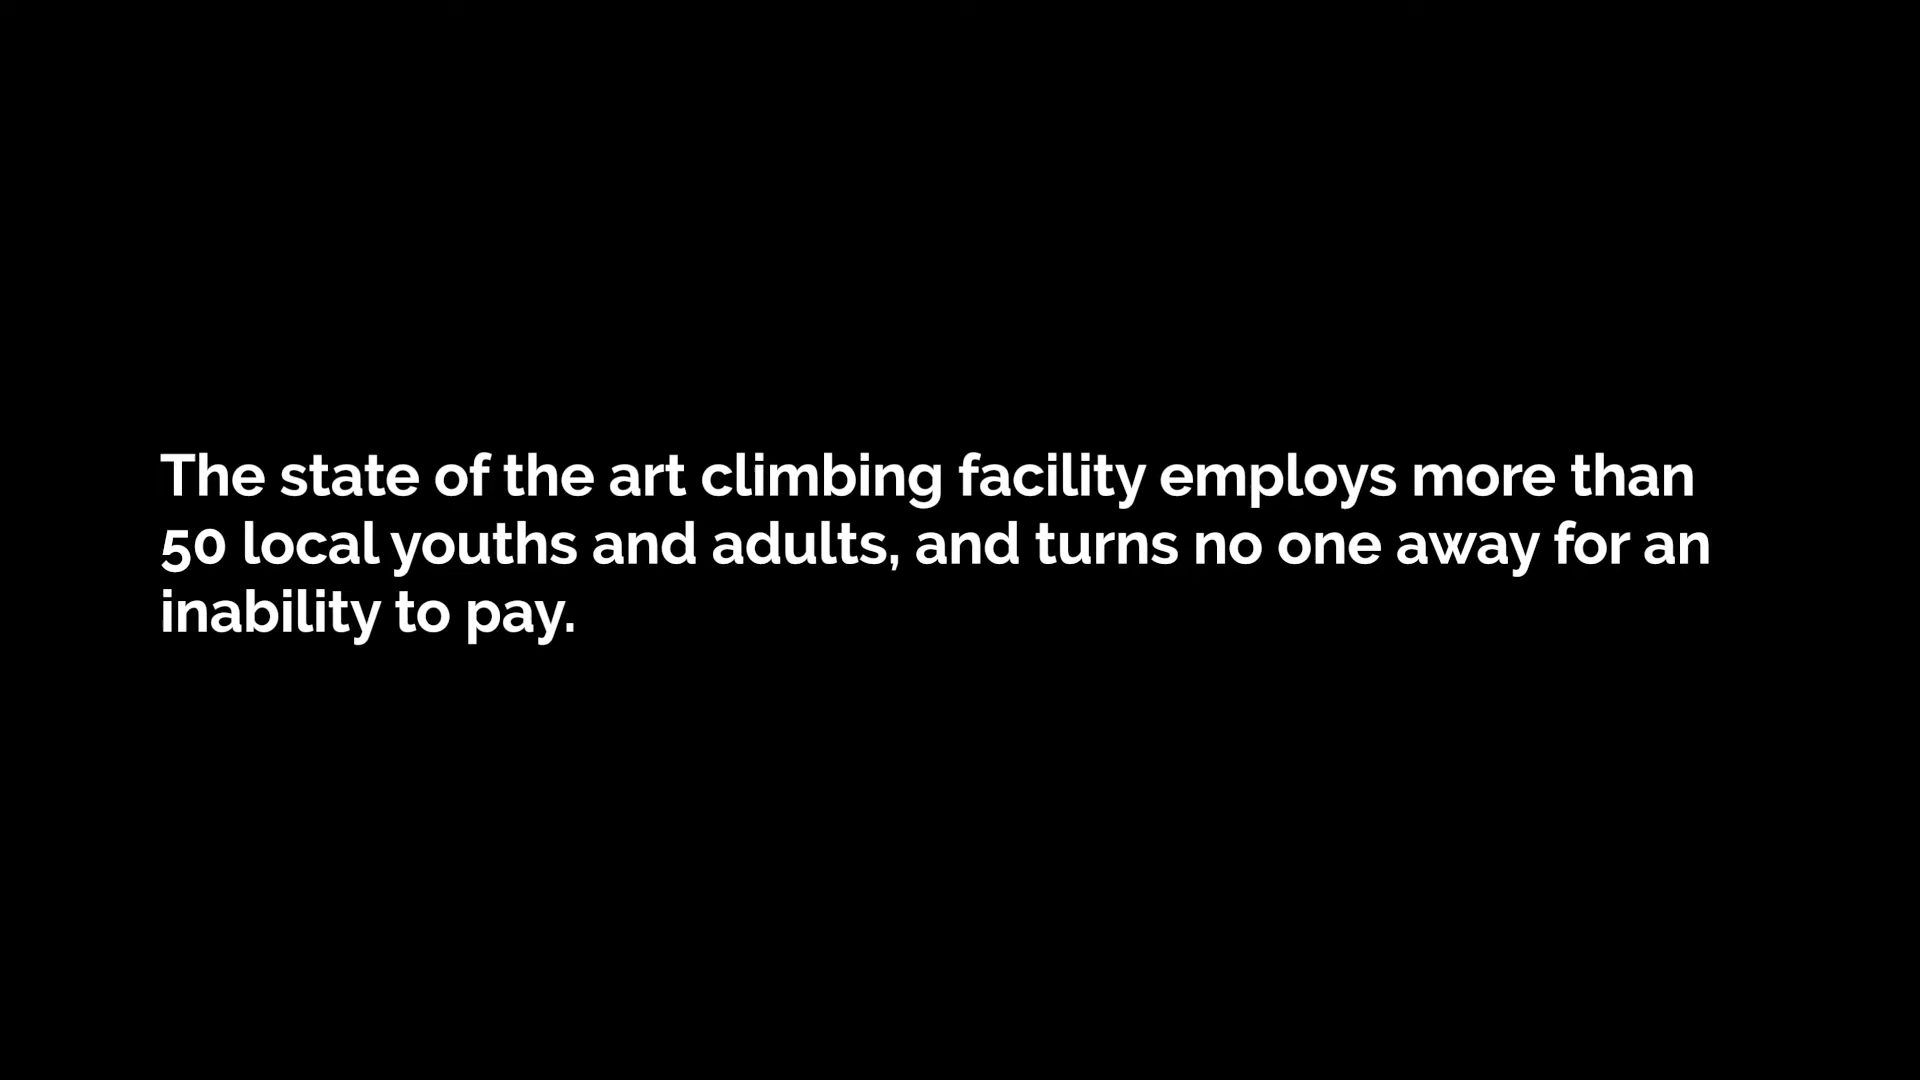 The state of the art climbing facility employs more than
50 local youths and adults, and turns no one away for an
inability to pay.